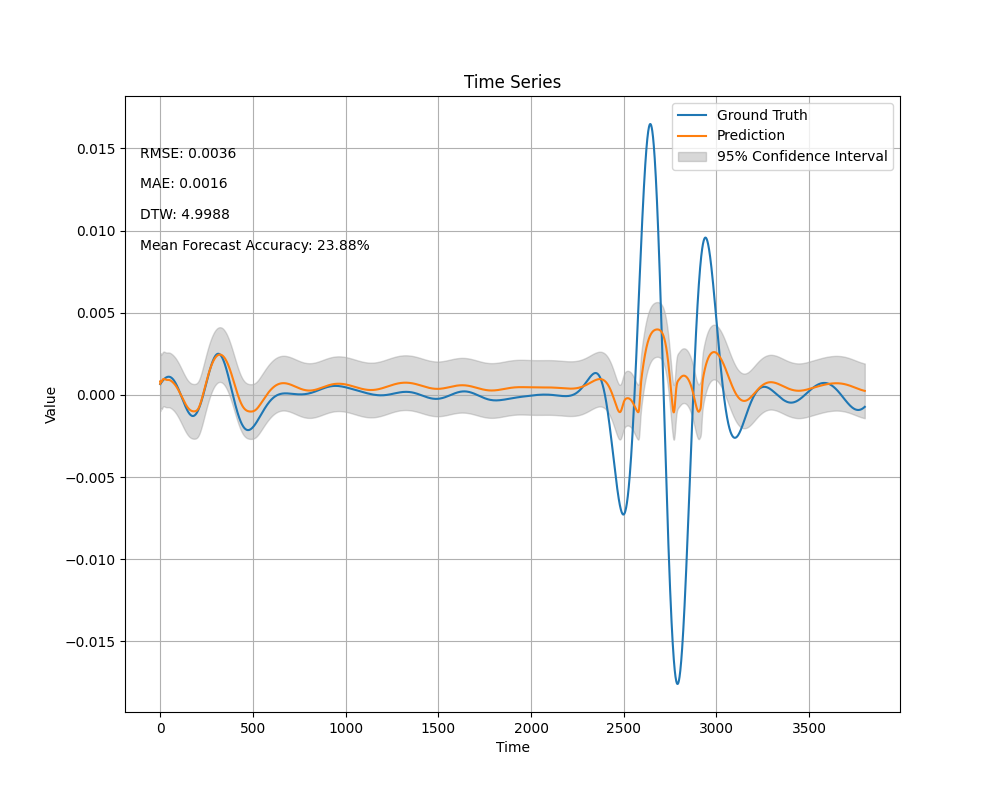 Time Series
Ground Truth
Prediction
95% Confidence Interval
RMSE: 0.0036
MAE: 0.0016
DTW: 4.9988
Mean Forecast Accuracy: 23.88%
Value
0.015
0.010
0.005
0.000
−0.005
−0.010
−0.015
0 500 1000 1500 2000 2500 3000 3500
Time